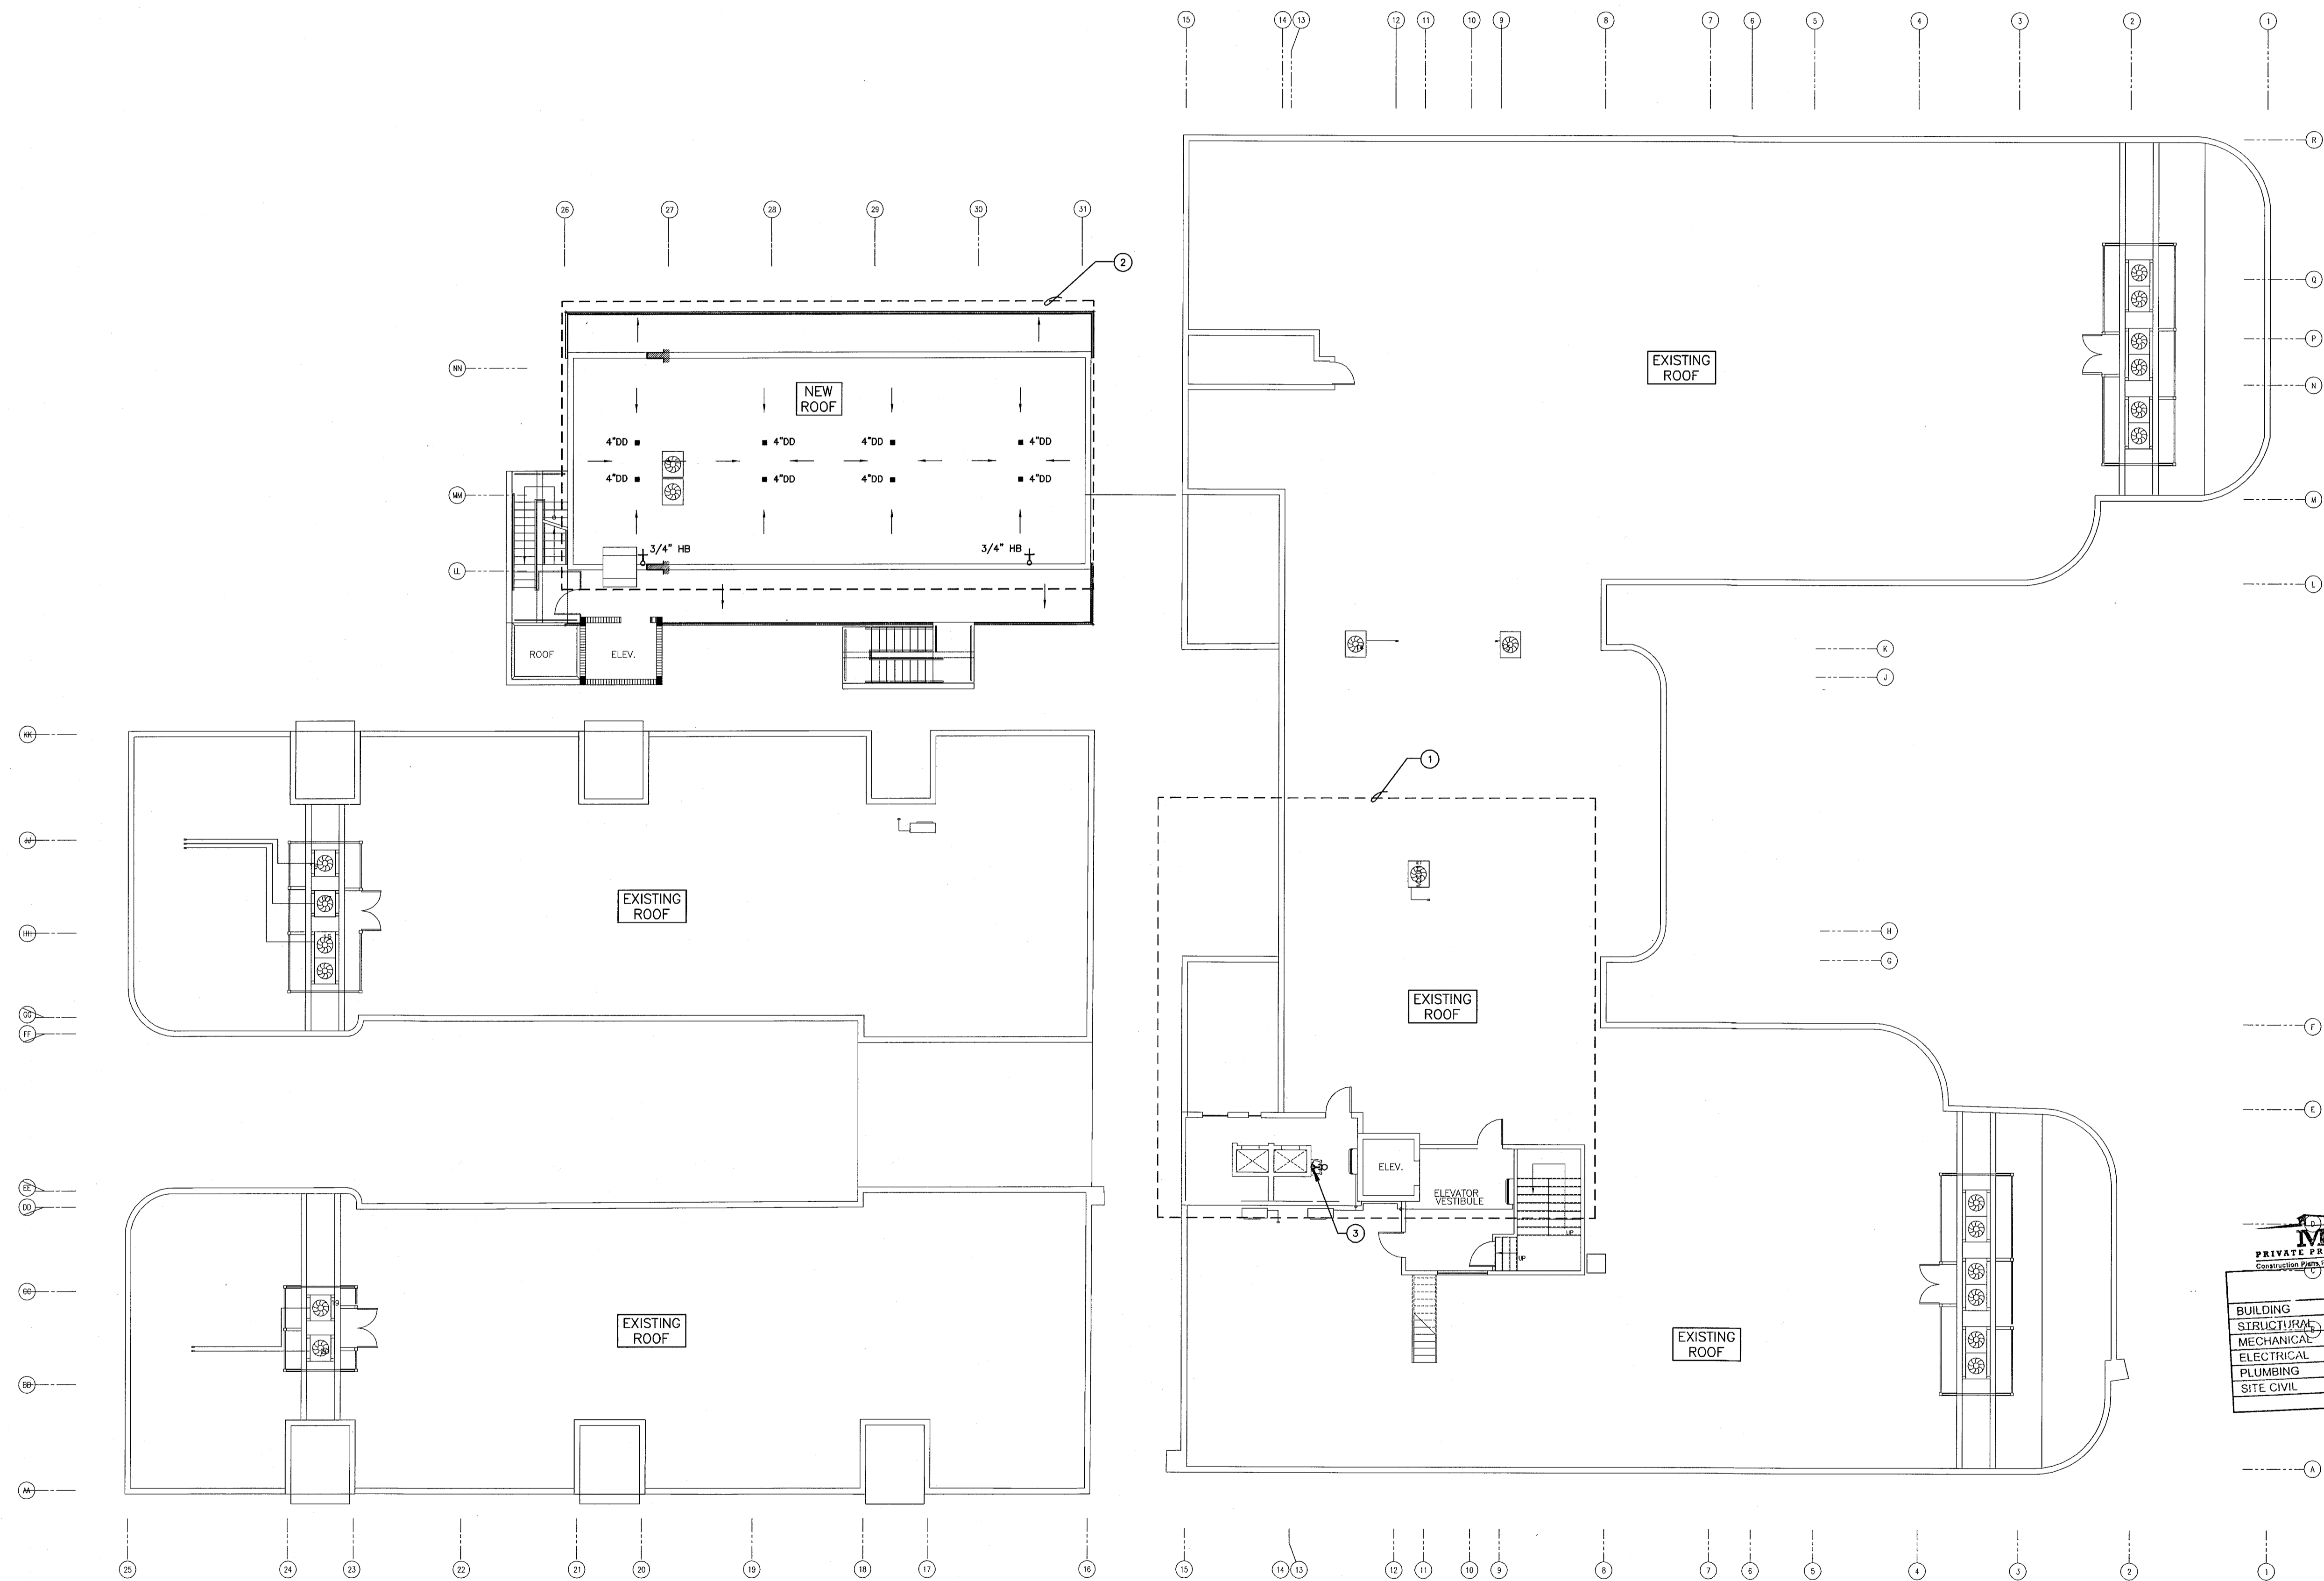 15 14 13 12 11 10 9 8 7 6 5 4 3 2 1
R
26 27 28 29 30 31
2
Q
P
NN
EXISTING
ROOF
N
NEW
ROOF
4"DD 4"DD 4"DD 4"DD
4"DD 4"DD 4"DD 4"DD
MM
M
3/4" HB 3/4" HB
LL
L
ROOF ELEV.
K
J
KK
1
JJ
EXISTING
ROOF
HH
H
G
EXISTING
ROOF
GG
FF
F
E
ELEV.
EE
DD
ELEVATOR
VESTIBULE
UP
UP
3
D
PRIVATE PR
Construction Plans
C
CC
BUILDING
STRUCTURAL
B
MECHANICAL
ELECTRICAL
PLUMBING
SITE CIVIL
EXISTING
ROOF
EXISTING
ROOF
BB
A
AA
25 24 23 22 21 20 19 18 17 16 15 14 13 12 11 10 9 8 7 6 5 4 3 2 1